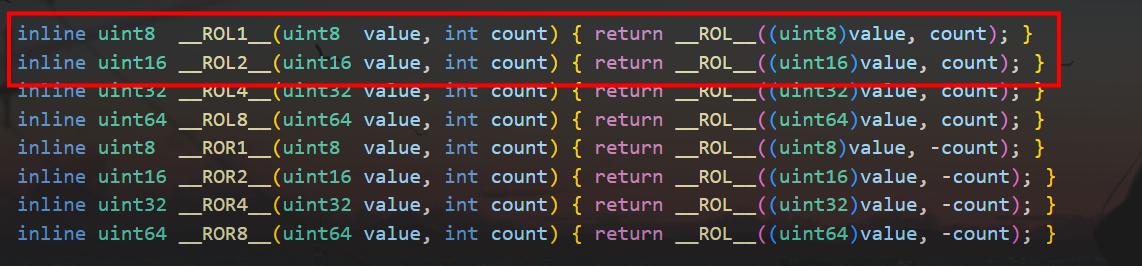 inline uint8  __ROL1__(uint8  value, int count) { return __ROL__((uint8)value, count); }
inline uint16 __ROL2__(uint16 value, int count) { return __ROL__((uint16)value, count); }
inline uint32 __ROL4__(uint32 value, int count) { return __ROL__((uint32)value, count); }
inline uint64 __ROL8__(uint64 value, int count) { return __ROL__((uint64)value, count); }
inline uint8  __ROR1__(uint8  value, int count) { return __ROL__((uint8)value, -count); }
inline uint16 __ROR2__(uint16 value, int count) { return __ROL__((uint16)value, -count); }
inline uint32 __ROR4__(uint32 value, int count) { return __ROL__((uint32)value, -count); }
inline uint64 __ROR8__(uint64 value, int count) { return __ROL__((uint64)value, -count); }